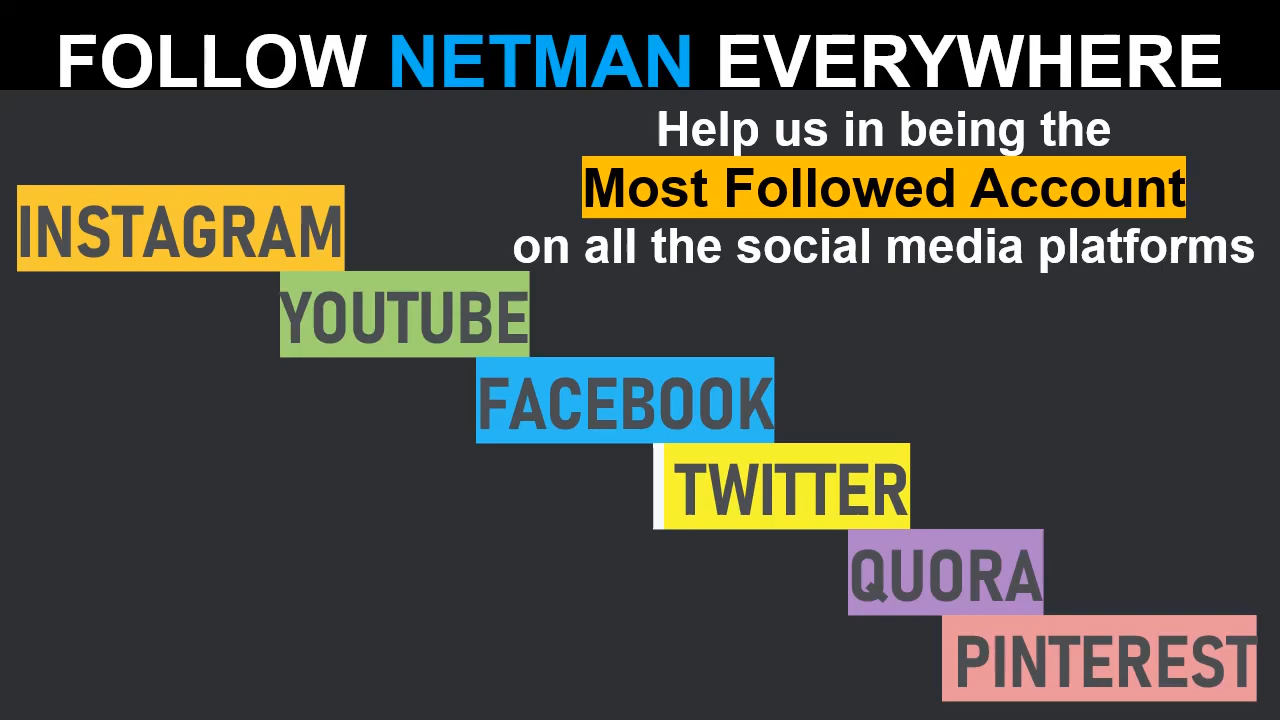 FOLLOW NETMAN EVERYWHERE
Help us in being the
Most Followed Account
on all the social media platforms
INSTAGRAM
YOUTUBE
FACEBOOK
TWITTER
QUORA
PINTEREST